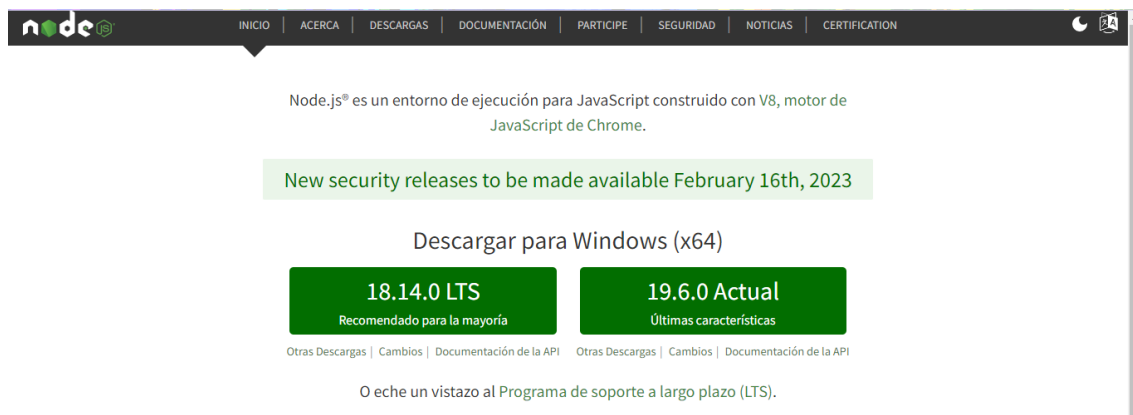 node JS
INICIO | ACERCA | DESCARGAS | DOCUMENTACIÓN | PARTICIPE | SEGURIDAD | NOTICIAS | CERTIFICATION
Node.js® es un entorno de ejecución para JavaScript construido con V8, motor de
JavaScript de Chrome.
New security releases to be made available February 16th, 2023
Descargar para Windows (x64)
18.14.0 LTS
Recomendado para la mayoría
19.6.0 Actual
Últimas características
Otras Descargas | Cambios | Documentación de la API
Otras Descargas | Cambios | Documentación de la API
O eche un vistazo al Programa de soporte a largo plazo (LTS).